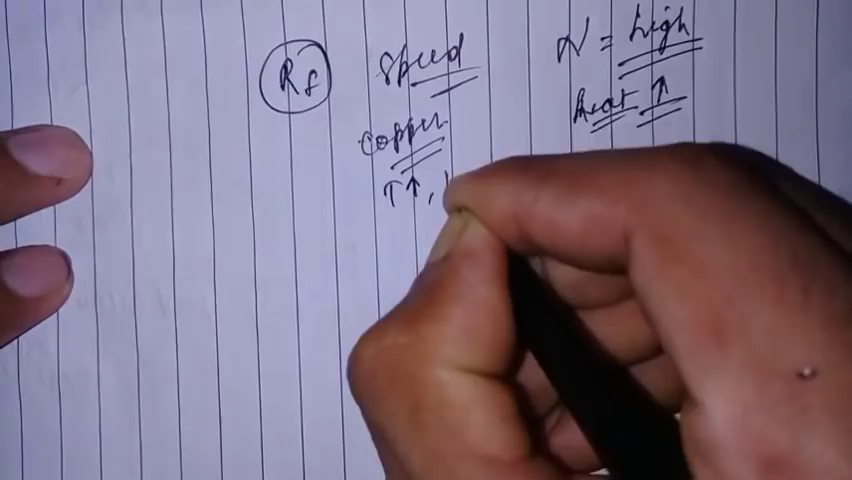 Rf Speed N = high
copper heat ↑
T ↑,